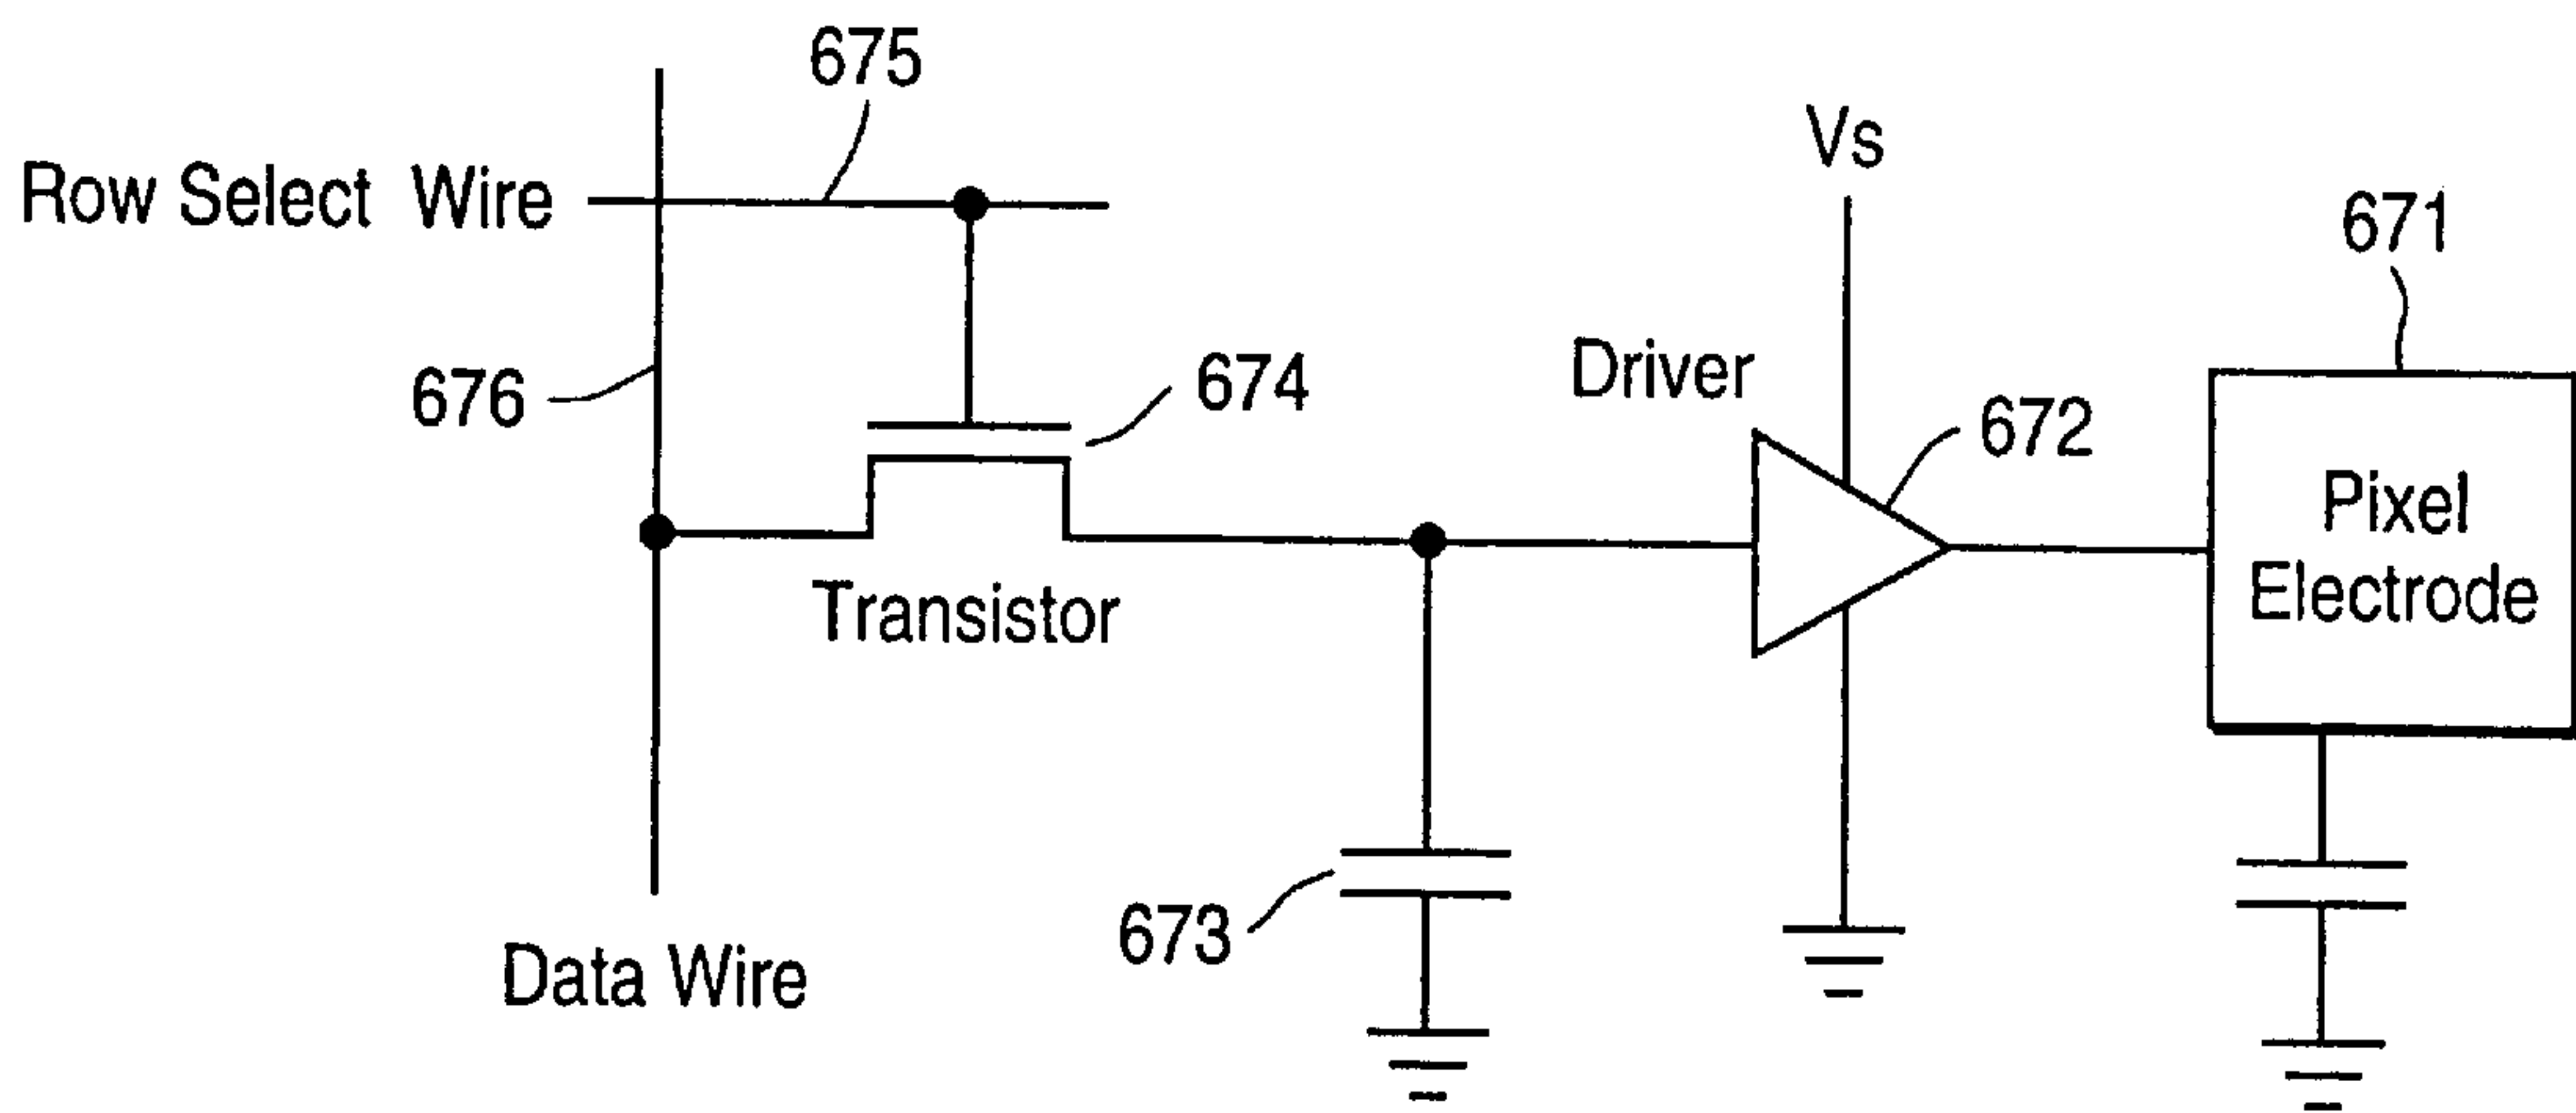 675
Row Select Wire
Vs
671
676
674
Driver
672
Pixel
Electrode
Transistor
673
Data Wire